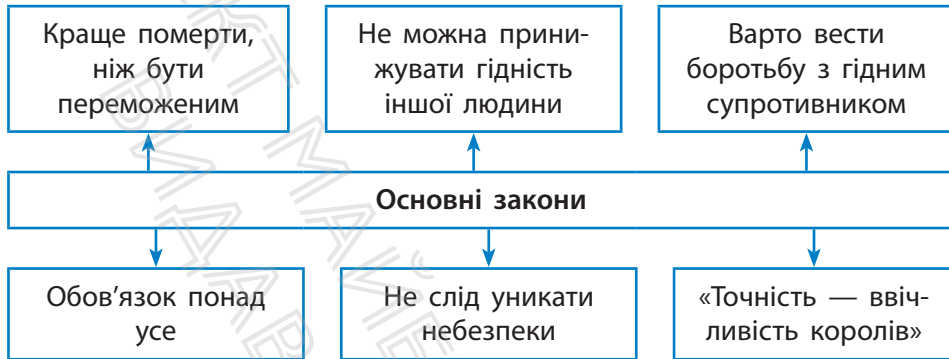 Краще померти,
ніж бути
переможеним
Не можна прини-
жувати гідність
іншої людини
Варто вести
боротьбу з гідним
супротивником
Основні закони
Обов'язок понад
усе
Не слід уникати
небезпеки
«Точність — ввіч-
ливість королів»